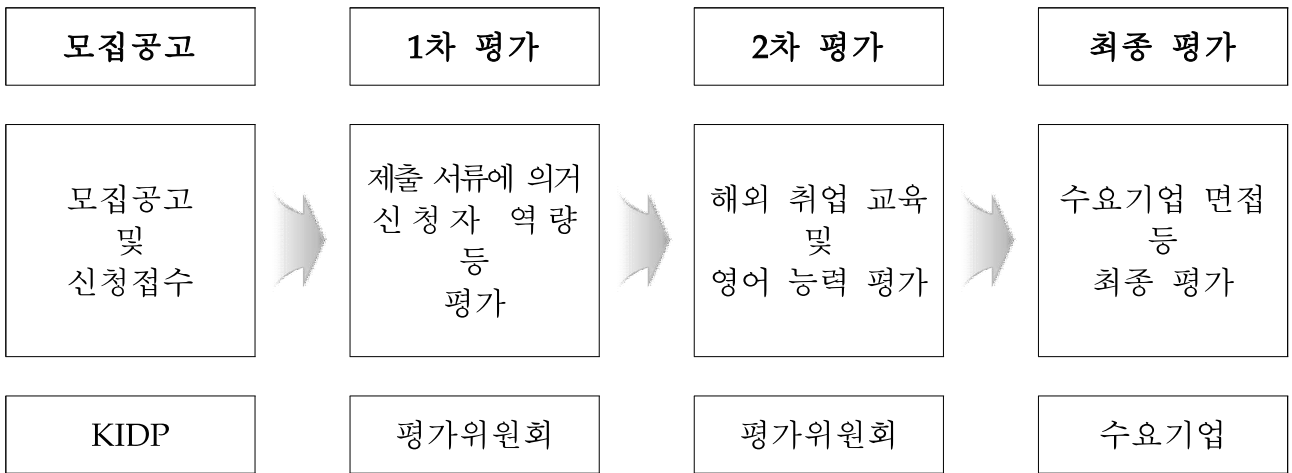 모집공고
1차 평가
2차 평가
최종 평가
모집공고
및
신청접수
제출 서류에 의거
신청자 역량
등
평가
해외 취업 교육
및
영어 능력 평가
수요기업 면접
등
최종 평가
KIDP
평가위원회
평가위원회
수요기업